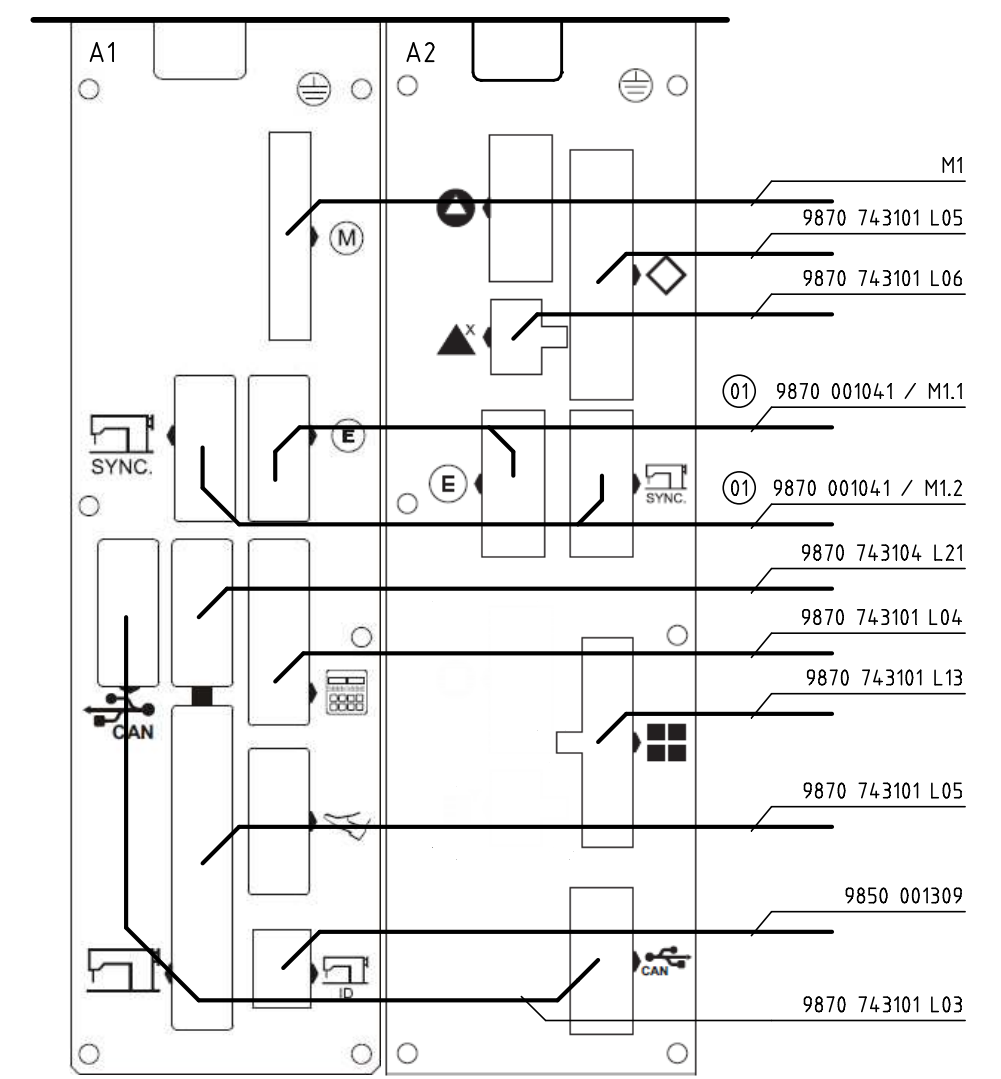 A1
A2
M1
M
9870 743101 L05
9870 743101 L06
X
01 9870 001041 / M1.1
SYNC.
E
E
SYNC.
01 9870 001041 / M1.2
9870 743104 L21
9870 743101 L04
9870 743101 L13
CAN
9870 743101 L05
9850 001309
CAN
ID
9870 743101 L03